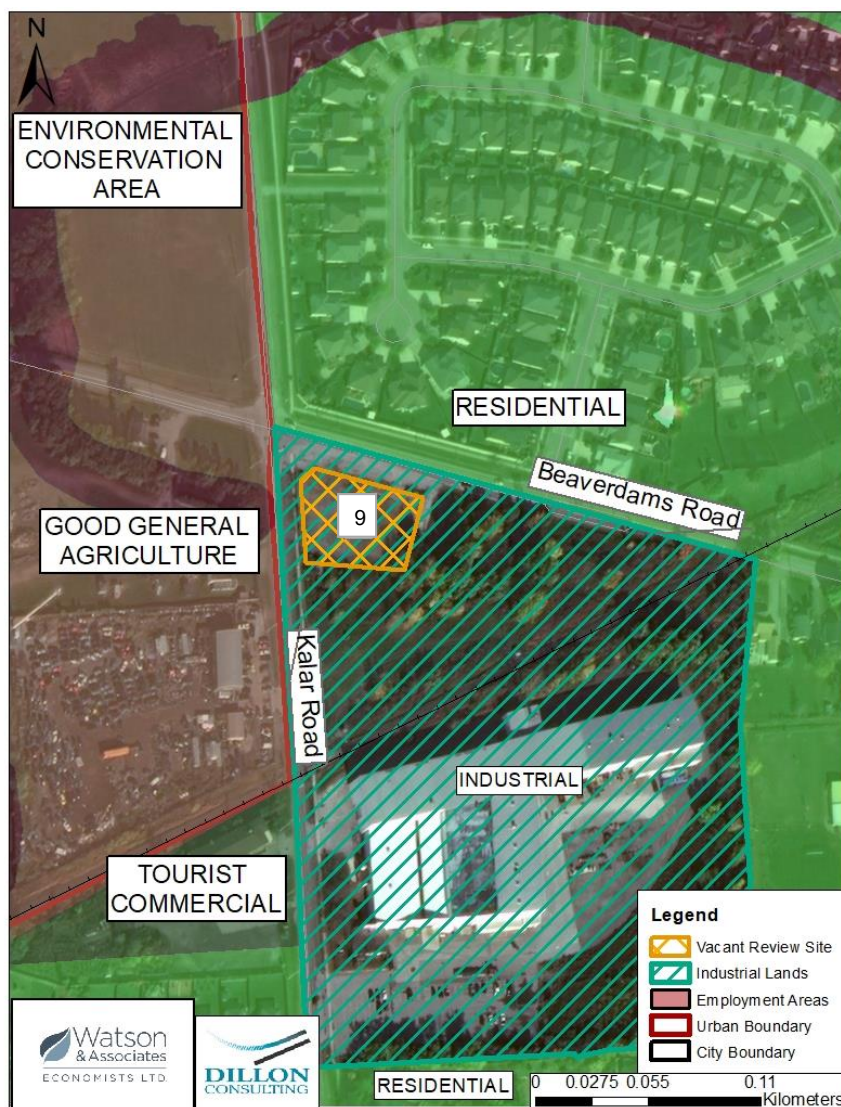 N
ENVIRONMENTAL
CONSERVATION
AREA
RESIDENTIAL
Beaverdams Road
9
GOOD GENERAL
AGRICULTURE
Kalar Road
INDUSTRIAL
TOURIST
COMMERCIAL
Legend
Vacant Review Site
Industrial Lands
Employment Areas
Urban Boundary
City Boundary
Watson
& Associates
ECONOMISTS LTD.
DILLON
CONSULTING
RESIDENTIAL
0 0.0275 0.055 0.11
Kilometers